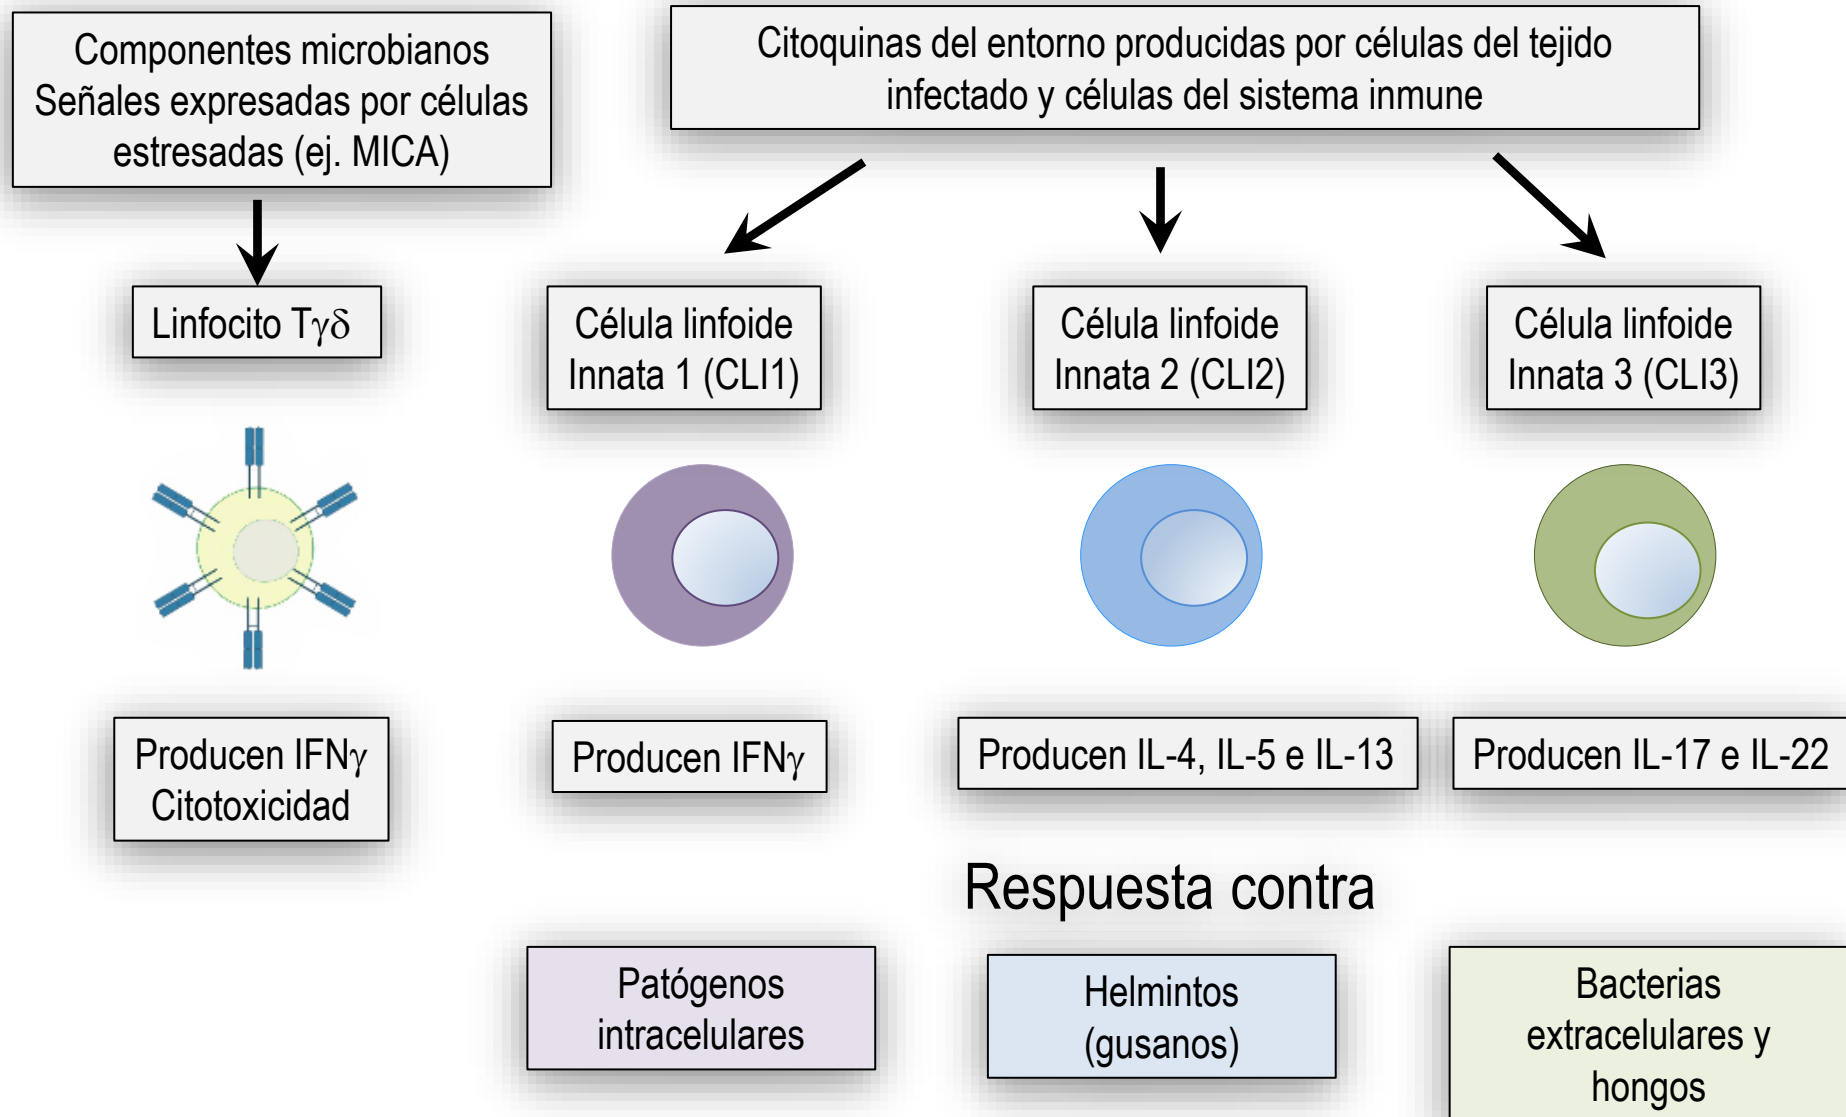 Componentes microbianos
Señales expresadas por células
estresadas (ej. MICA)
Citoquinas del entorno producidas por células del tejido
infectado y células del sistema inmune
Linfocito Tγδ
Célula linfoide
Innata 1 (CLI1)
Célula linfoide
Innata 2 (CLI2)
Célula linfoide
Innata 3 (CLI3)
Producen IFNγ
Citotoxicidad
Producen IFNγ
Producen IL-4, IL-5 e IL-13
Producen IL-17 e IL-22
Respuesta contra
Patógenos
intracelulares
Helmintos
(gusanos)
Bacterias
extracelulares y
hongos